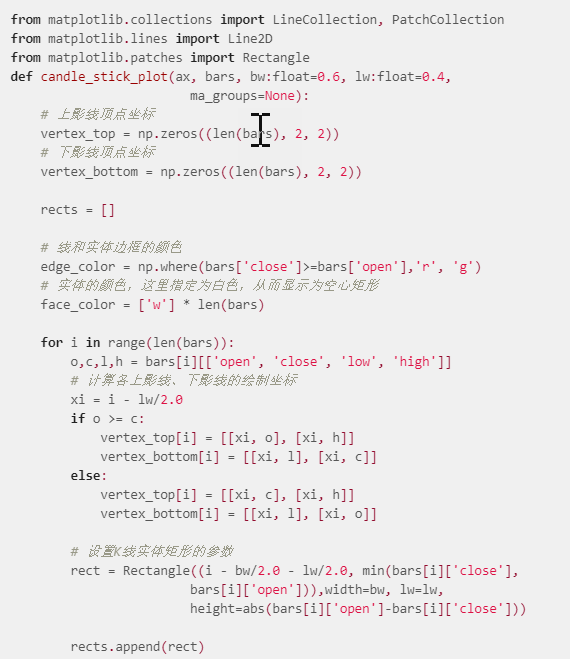 from matplotlib.collections import LineCollection, PatchCollection
from matplotlib.lines import Line2D
from matplotlib.patches import Rectangle
def candle_stick_plot(ax, bars, bw:float=0.6, lw:float=0.4,
                        ma_groups=None):
    # 上影线顶点坐标
    vertex_top = np.zeros((len(bars), 2, 2))
    # 下影线顶点坐标
    vertex_bottom = np.zeros((len(bars), 2, 2))

    rects = []

    # 线和实体边框的颜色
    edge_color = np.where(bars['close']>=bars['open'],'r', 'g')
    # 实体的颜色，这里指定为白色，从而显示为空心矩形
    face_color = ['w'] * len(bars)

    for i in range(len(bars)):
        o,c,l,h = bars[i][['open', 'close', 'low', 'high']]
        # 计算各上影线、下影线的绘制坐标
        xi = i - lw/2.0
        if o >= c:
            vertex_top[i] = [[xi, o], [xi, h]]
            vertex_bottom[i] = [[xi, l], [xi, c]]
        else:
            vertex_top[i] = [[xi, c], [xi, h]]
            vertex_bottom[i] = [[xi, l], [xi, o]]

        # 设置K线实体矩形的参数
        rect = Rectangle((i - bw/2.0 - lw/2.0, min(bars[i]['close'],
                        bars[i]['open'])),width=bw, lw=lw,
                        height=abs(bars[i]['open']-bars[i]['close']))

        rects.append(rect)